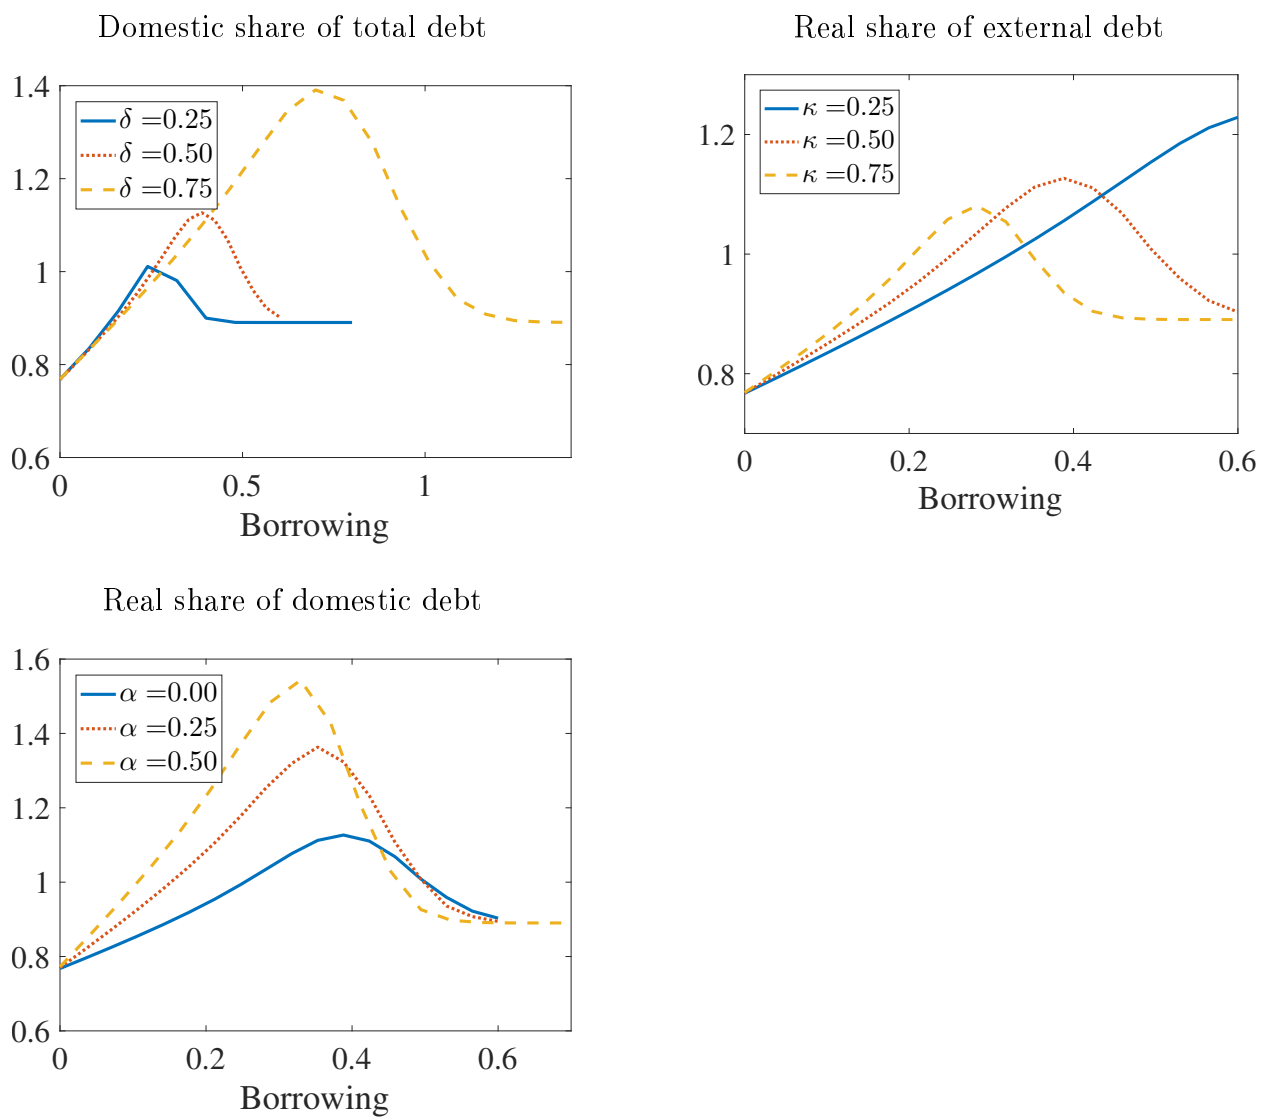 Domestic share of total debt
1.4
1.2
1
0.8
0.6
δ =0.25
δ =0.50
δ =0.75
0
0.5
1
Borrowing
Real share of external debt
1.2
1
0.8
κ =0.25
κ =0.50
κ =0.75
0
0.2
0.4
0.6
Borrowing
Real share of domestic debt
1.6
1.4
1.2
1
0.8
0.6
α =0.00
α =0.25
α =0.50
0
0.2
0.4
0.6
Borrowing